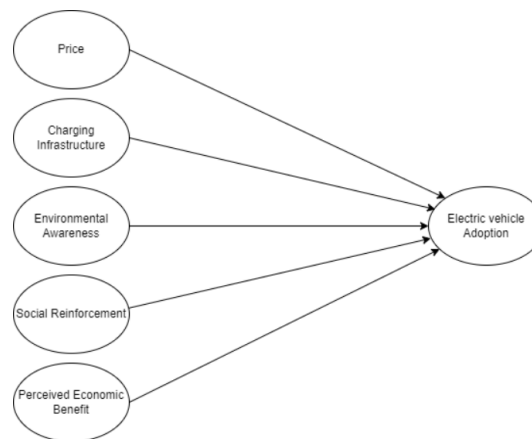 Price
Charging
Infrastructure
Environmental
Awareness
Electric vehicle
Adoption
Social Reinforcement
Perceived Economic
Benefit